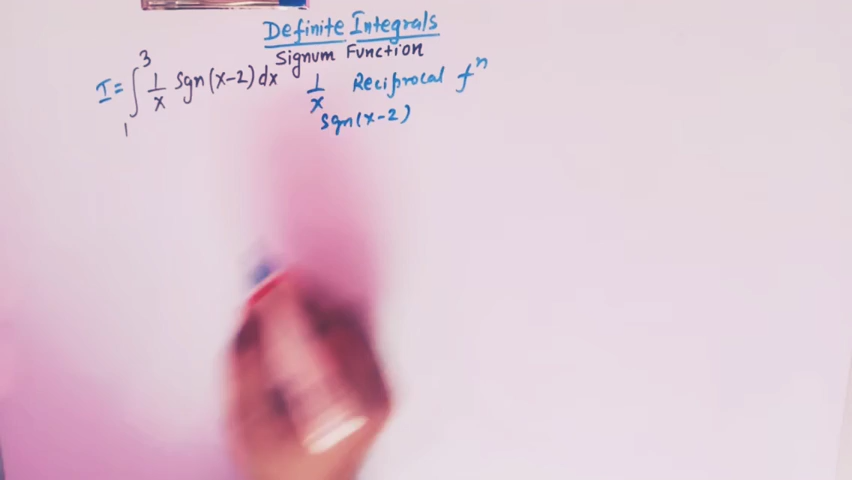 Definite Integrals
Signum Function
I = ∫₁³ 1/x Sgn(x-2) dx
1/x Reciprocal fⁿ
sgn(x-2)